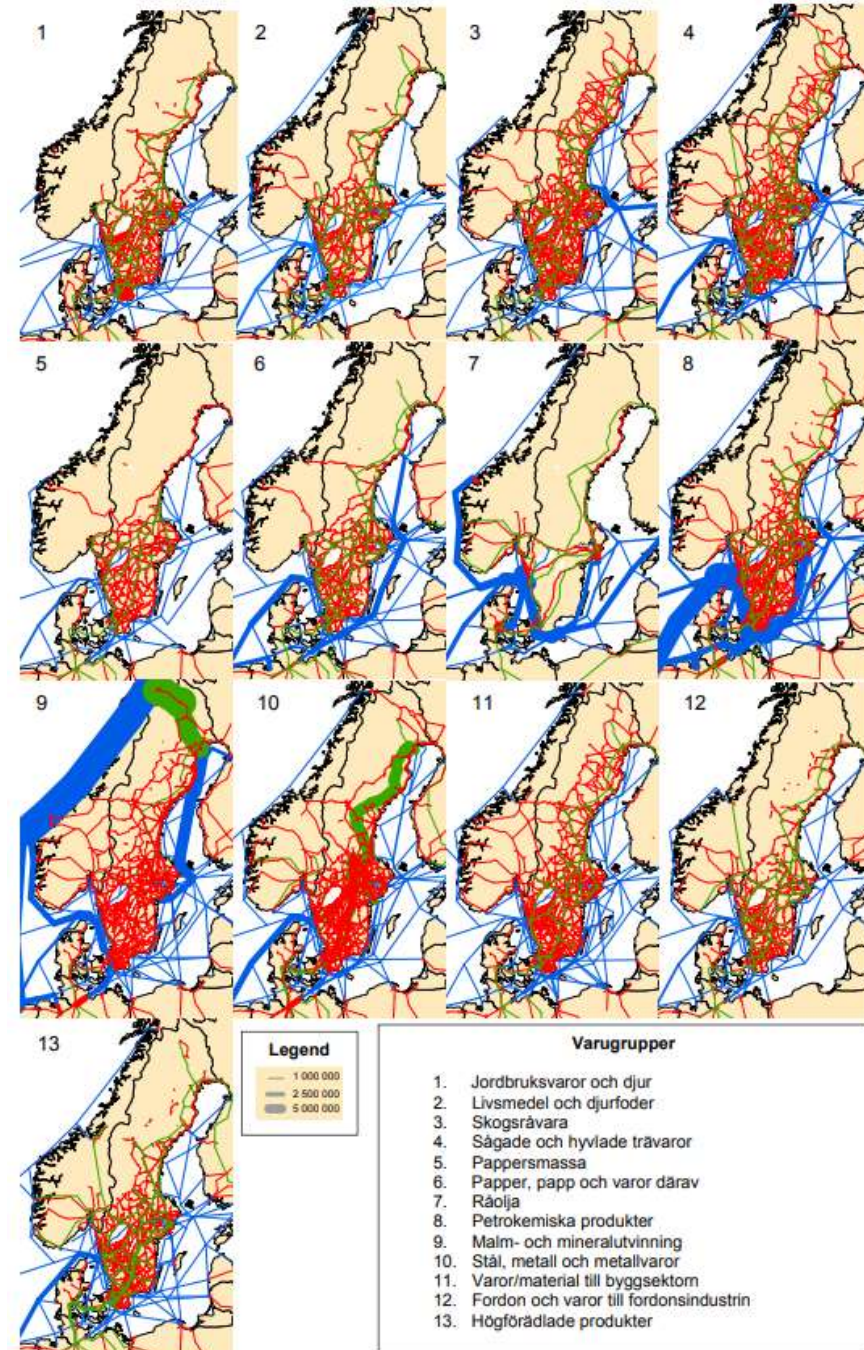 1
2
3
4
5
6
7
8
9
10
11
12
13
Legend
1 000 000
2 500 000
5 000 000
Varugrupper
1. Jordbruksvaror och djur
2. Livsmedel och djurfoder
3. Skogsråvara
4. Sågade och hyvlade trävaror
5. Pappersmassa
6. Papper, papp och varor därav
7. Råolja
8. Petrokemiska produkter
9. Malm- och mineralutvinning
10. Stål, metall och metallvaror
11. Varor/material till byggsektorn
12. Fordon och varor till fordonsindustrin
13. Högförädlade produkter